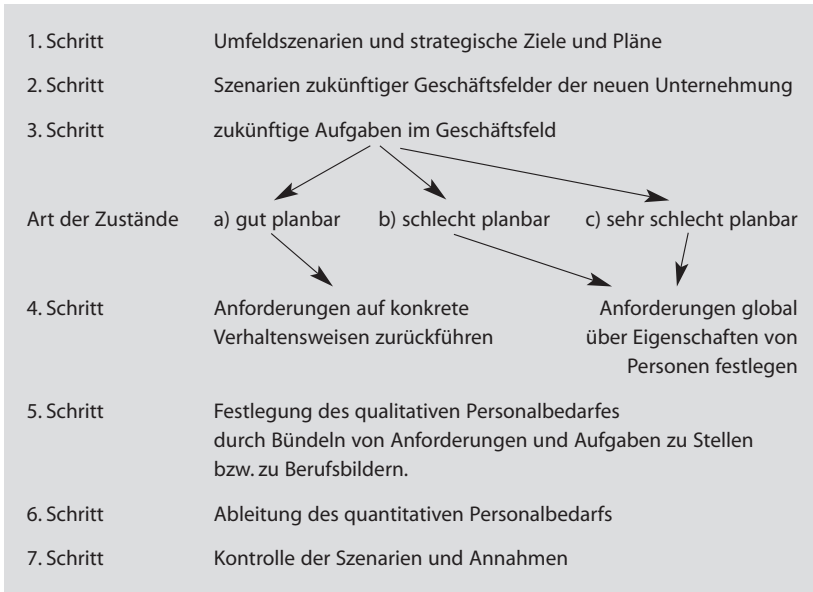 1. Schritt Umfeldszenarien und strategische Ziele und Pläne
2. Schritt Szenarien zukünftiger Geschäftsfelder der neuen Unternehmung
3. Schritt zukünftige Aufgaben im Geschäftsfeld
Art der Zustände a) gut planbar b) schlecht planbar c) sehr schlecht planbar
4. Schritt Anforderungen auf konkrete Anforderungen global
Verhaltensweisen zurückführen über Eigenschaften von
Personen festlegen
5. Schritt Festlegung des qualitativen Personalbedarfes
durch Bündeln von Anforderungen und Aufgaben zu Stellen
bzw. zu Berufsbildern.
6. Schritt Ableitung des quantitativen Personalbedarfs
7. Schritt Kontrolle der Szenarien und Annahmen